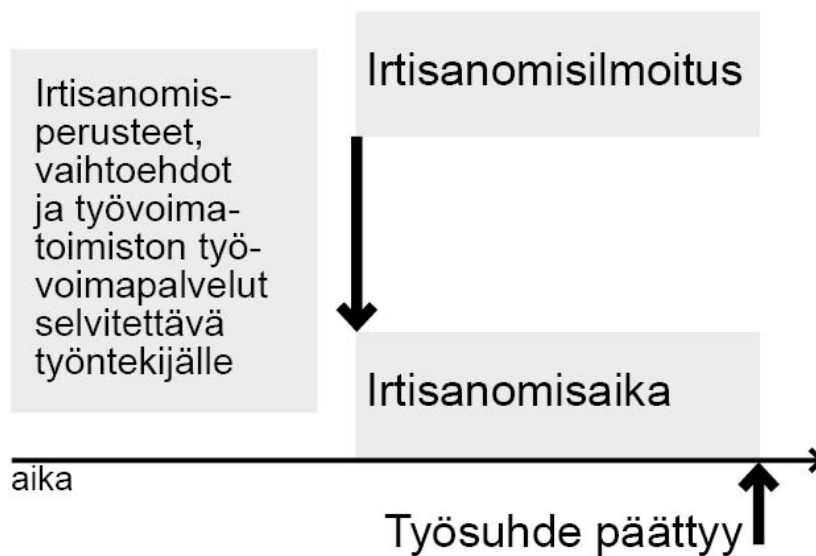 Irtisanomis-
perusteet,
vaihtoehdot
ja työvoima-
toimiston työ-
voimapalvelut
selvitettävä
työntekijälle
Irtisanomisilmoitus
Irtisanomisaika
aika
Työsuhde päättyy